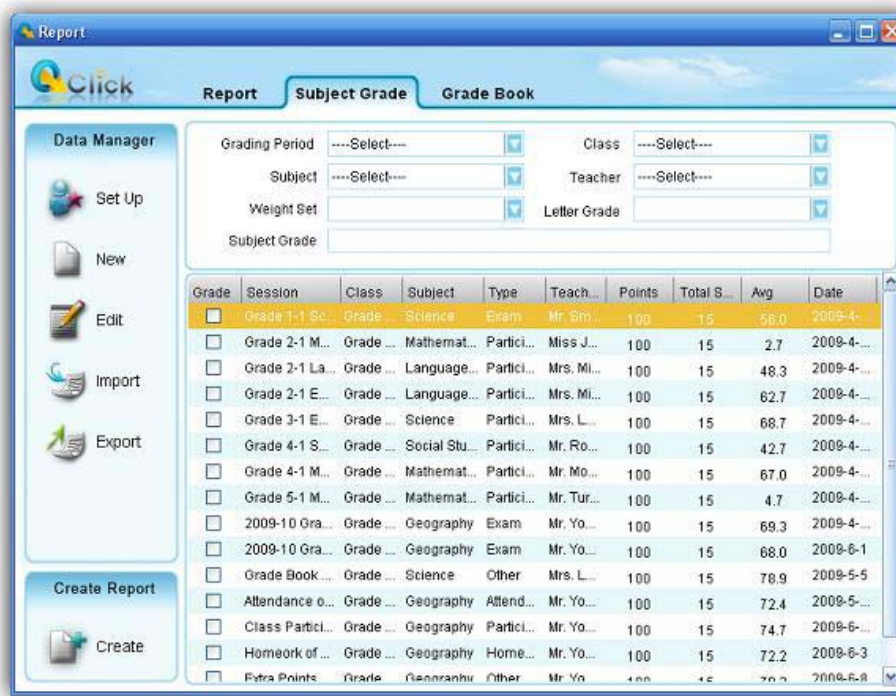 Report
QClick
Report Subject Grade Grade Book
Data Manager
Set Up
New
Edit
Import
Export
Create Report
Create
Grading Period ----Select---- Class ----Select----
Subject ----Select---- Teacher ----Select----
Weight Set Letter Grade
Subject Grade
Grade Session Class Subject Type Teach... Points Total S... Avg Date
Grade 1-1 Sc... Grade ... Science Exam Mr. Sm... 100 15 56.0 2009-4-...
Grade 2-1 M... Grade ... Mathemat... Partici... Miss J... 100 15 2.7 2009-4-...
Grade 2-1 La... Grade ... Language... Partici... Mrs. Mi... 100 15 48.3 2009-4-...
Grade 2-1 E... Grade ... Language... Partici... Mrs. Mi... 100 15 62.7 2009-4-...
Grade 3-1 E... Grade ... Science Partici... Mrs. L... 100 15 68.7 2009-4-...
Grade 4-1 S... Grade ... Social Stu... Partici... Mr. Ro... 100 15 42.7 2009-4-...
Grade 4-1 M... Grade ... Mathemat... Partici... Mr. Mo... 100 15 67.0 2009-4-...
Grade 5-1 M... Grade ... Mathemat... Partici... Mr. Tur... 100 15 4.7 2009-4-...
2009-10 Gra... Grade ... Geography Exam Mr. Yo... 100 15 69.3 2009-4-...
2009-10 Gra... Grade ... Geography Exam Mr. Yo... 100 15 68.0 2009-6-1
Grade Book ... Grade ... Science Other Mrs. L... 100 15 78.9 2009-5-5
Attendance o... Grade ... Geography Attend... Mr. Yo... 100 15 72.4 2009-5-...
Class Partici... Grade ... Geography Partici... Mr. Yo... 100 15 74.7 2009-6-...
Homeork of ... Grade ... Geography Home... Mr. Yo... 100 15 72.2 2009-6-3
Extra Points Grade Geography Other Mr. Yo 100 15 2009-6-8